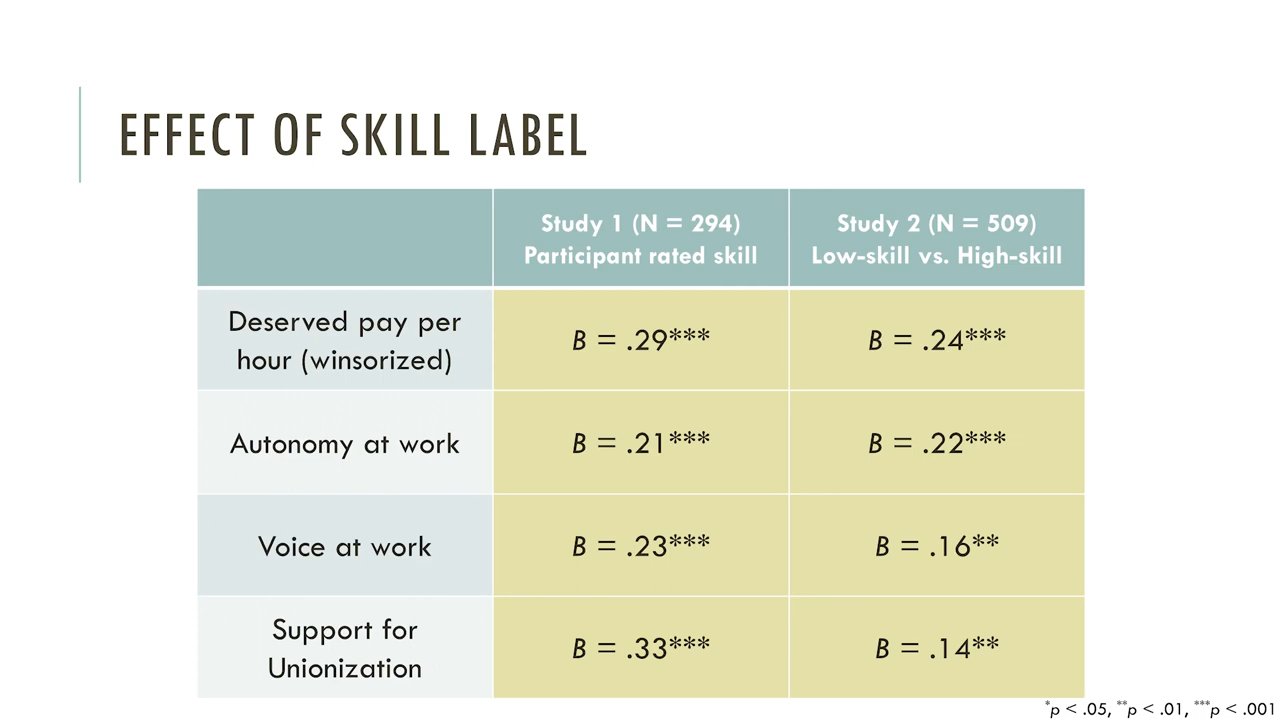 EFFECT OF SKILL LABEL
Study 1 (N = 294)
Participant rated skill
Study 2 (N = 509)
Low-skill vs. High-skill
Deserved pay per
hour (winsorized)
B = .29***
B = .24***
Autonomy at work
B = .21***
B = .22***
Voice at work
B = .23***
B = .16**
Support for
Unionization
B = .33***
B = .14**
*p < .05, **p < .01, ***p < .001